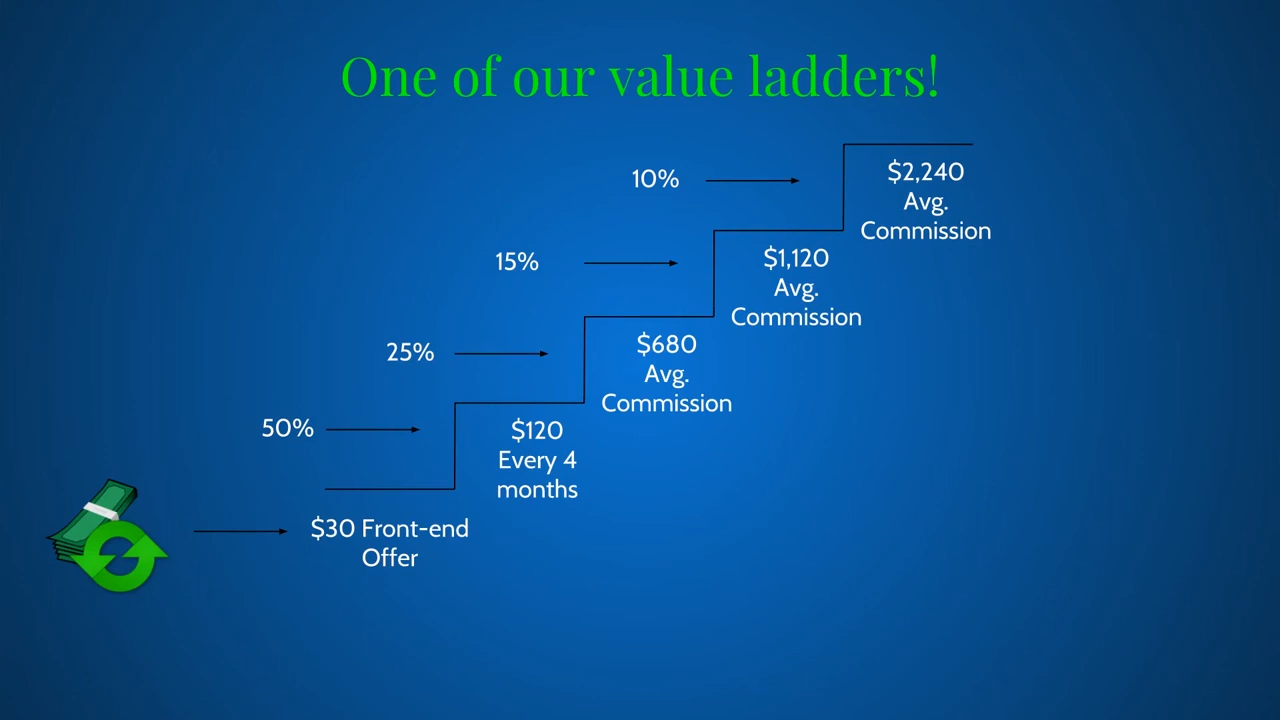 One of our value ladders!
10%
$2,240
Avg.
Commission
15%
$1,120
Avg.
Commission
25%
$680
Avg.
Commission
50%
$120
Every 4
months
$30 Front-end
Offer